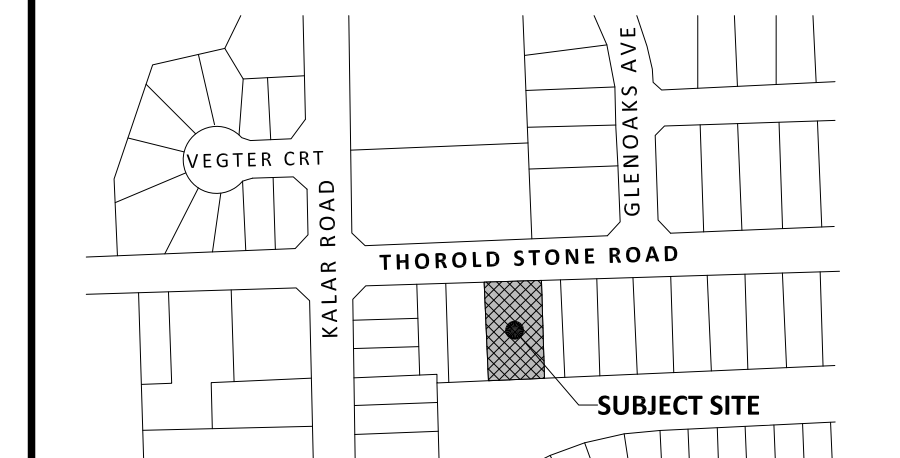 GLENOAKS AVE
VEGTER CRT
KALAR ROAD
THOROLD STONE ROAD
SUBJECT SITE